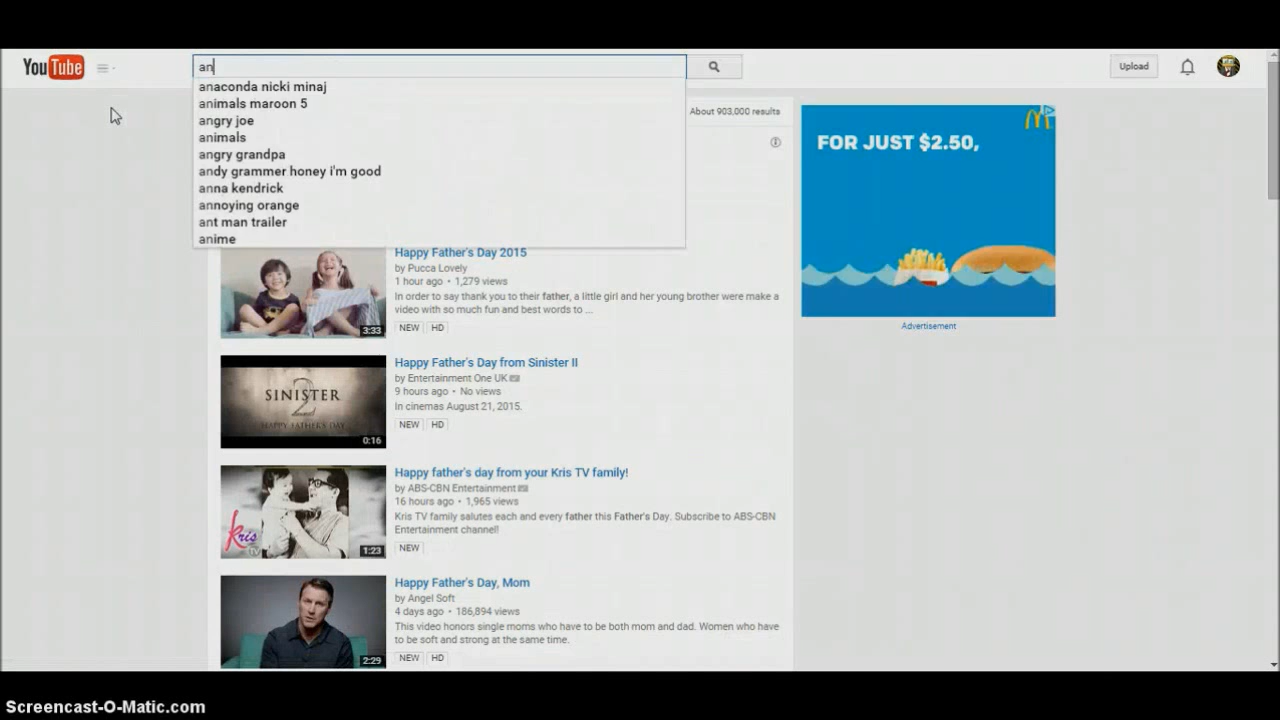 YouTube
an
Upload
anaconda nicki minaj
animals maroon 5
angry joe
animals
angry grandpa
andy grammer honey i'm good
anna kendrick
annoying orange
ant man trailer
anime
About 903,000 results
FOR JUST $2.50,
Advertisement
Happy Father's Day 2015
by Pucca Lovely
1 hour ago • 1,279 views
In order to say thank you to their father, a little girl and her young brother were make a
video with so much fun and best words to ...
NEW HD
3:33
Happy Father's Day from Sinister II
by Entertainment One UK
9 hours ago • No views
In cinemas August 21, 2015.
NEW HD
SINISTER
2
HAPPY FATHER'S DAY
0:16
Happy father's day from your Kris TV family!
by ABS-CBN Entertainment
16 hours ago • 1,965 views
Kris TV family salutes each and every father this Father's Day. Subscribe to ABS-CBN
Entertainment channel!
NEW
kris
TV
1:23
Happy Father's Day, Mom
by Angel Soft
4 days ago • 186,894 views
This video honors single moms who have to be both mom and dad. Women who have
to be soft and strong at the same time.
NEW HD
2:29
Screencast-O-Matic.com